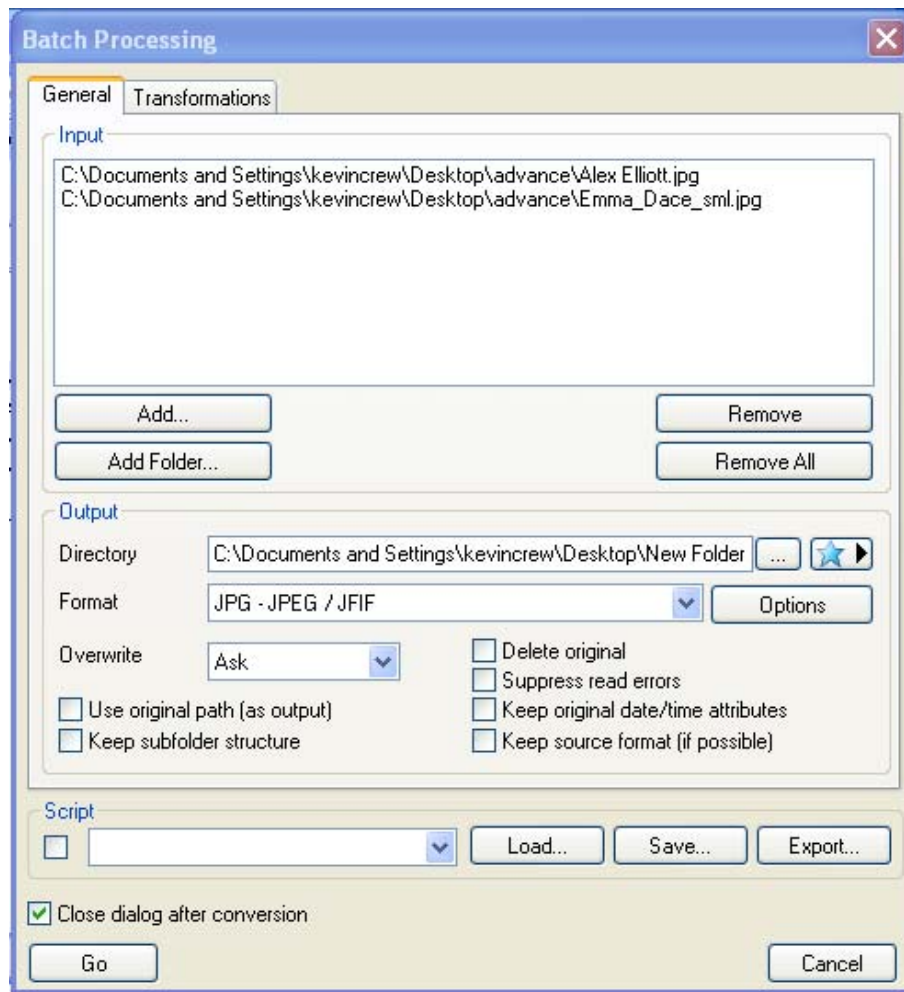 Batch Processing
General Transformations
Input
C:\Documents and Settings\kevincrew\Desktop\advance\Alex Elliott.jpg
C:\Documents and Settings\kevincrew\Desktop\advance\Emma_Dace_sml.jpg
Add... Remove
Add Folder... Remove All
Output
Directory C:\Documents and Settings\kevincrew\Desktop\New Folder ...
Format JPG - JPEG / JFIF Options
Overwrite Ask
Delete original
Suppress read errors
Use original path (as output) Keep original date/time attributes
Keep subfolder structure Keep source format (if possible)
Script
Load... Save... Export...
Close dialog after conversion
Go Cancel